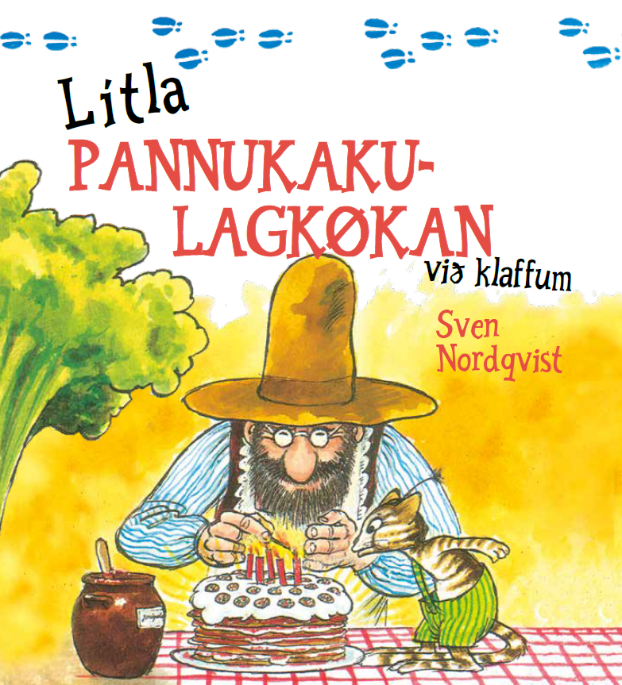 Lítla
PANNUKAKU-
LAGKØKAN
við klaffum
Sven
Nordqvist